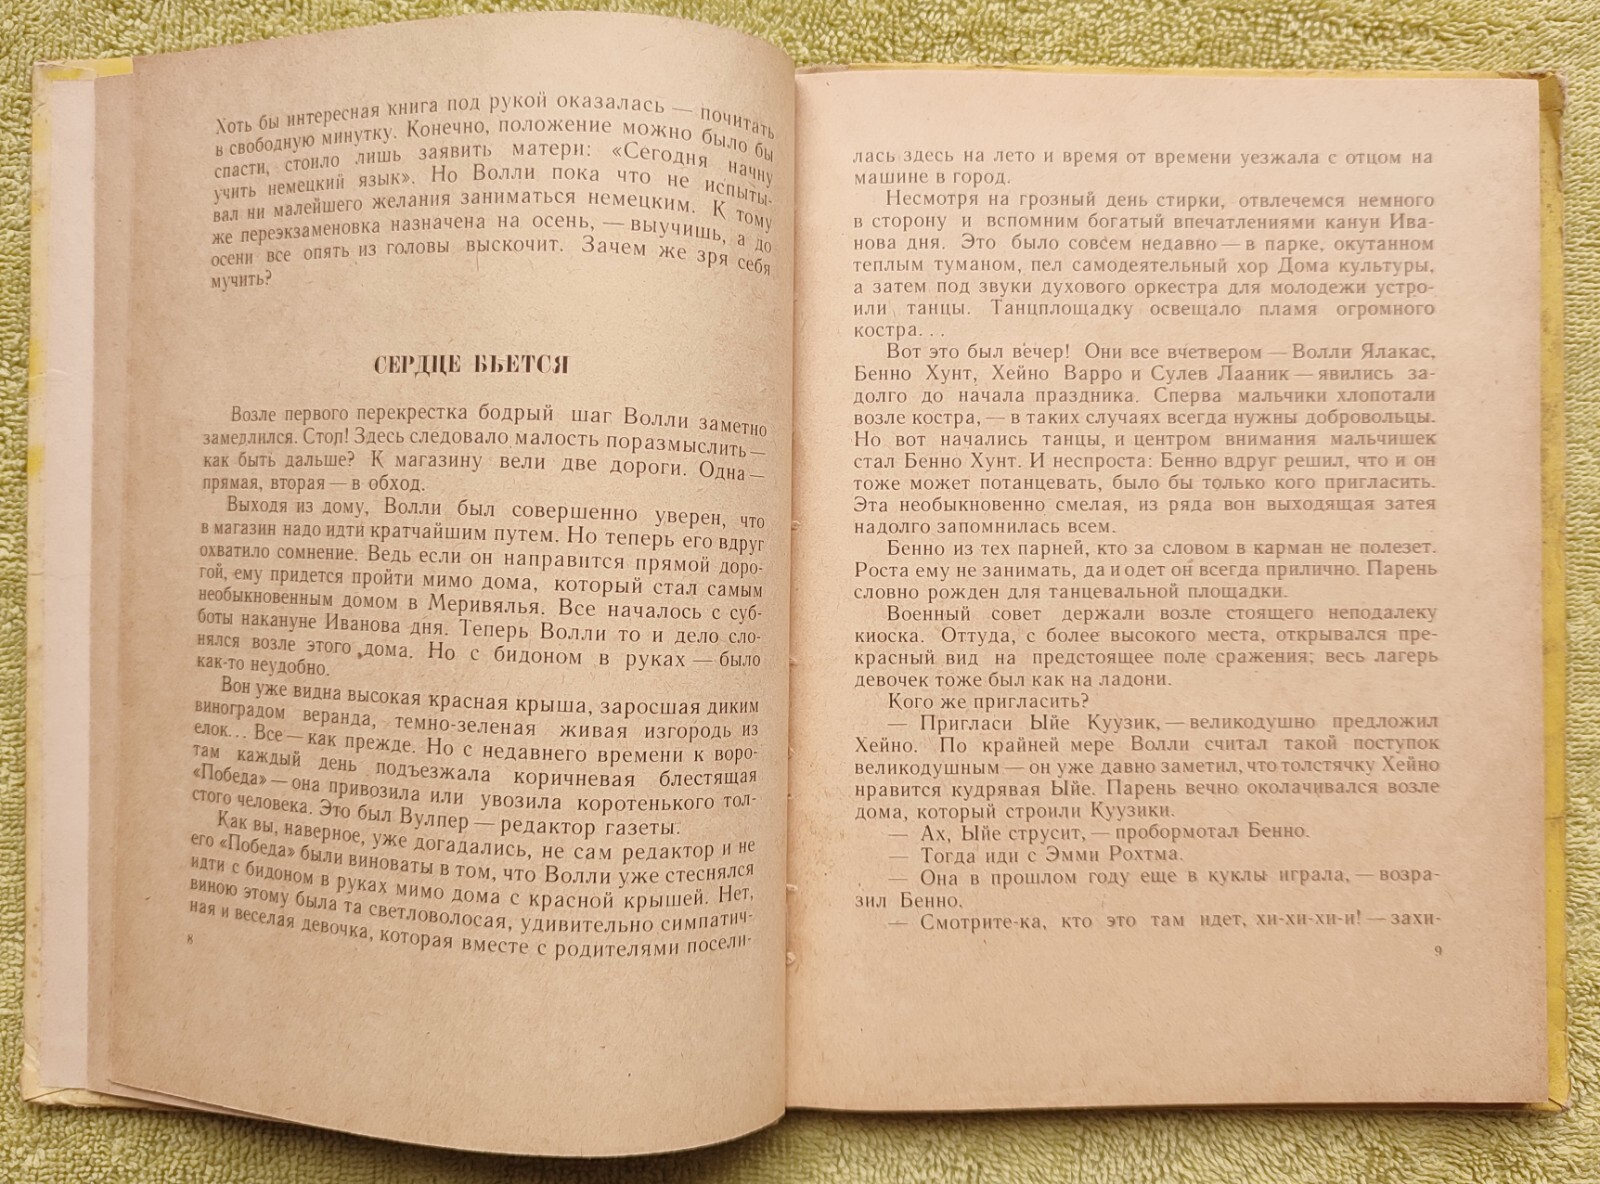 Хоть бы интересная книга под рукой оказалась — почитать
в свободную минутку. Конечно, положение можно было бы
спасти, стоило лишь заявить матери: «Сегодня начну
учить немецкий язык». Но Волли пока что не испыты-
вал ни малейшего желания заниматься немецким. К тому
же переэкзаменовка назначена на осень, — выучишь, а до
осени все опять из головы выскочит. Зачем же зря себя
мучить?
СЕРДЦЕ БЬЕТСЯ
Возле первого перекрестка бодрый шаг Волли заметно
замедлился. Стоп! Здесь следовало малость поразмыслить —
как быть дальше? К магазину вели две дороги. Одна —
прямая, вторая — в обход.
Выходя из дому, Волли был совершенно уверен, что
в магазин надо идти кратчайшим путем. Но теперь его вдруг
охватило сомнение. Ведь если он направится прямой доро-
гой, ему придется пройти мимо дома, который стал самым
необыкновенным домом в Меривялья. Все началось с суб-
боты накануне Иванова дня. Теперь Волли то и дело сло-
нялся возле этого дома. Но с бидоном в руках — было
как-то неудобно.
Вон уже видна высокая красная крыша, заросшая диким
виноградом веранда, темно-зеленая живая изгородь из
елок... Все — как прежде. Но с недавнего времени к воро-
там каждый день подъезжала коричневая блестящая
«Победа» — она привозила или увозила коротенького тол-
стого человека. Это был Вулпер — редактор газеты.
Как вы, наверное, уже догадались, не сам редактор и не
его «Победа» были виноваты в том, что Волли уже стеснялся
идти с бидоном в руках мимо дома с красной крышей. Нет,
виною этому была та светловолосая, удивительно симпатич-
ная и веселая девочка, которая вместе с родителями посели-
8
лась здесь на лето и время от времени уезжала с отцом на
машине в город.
Несмотря на грозный день стирки, отвлечемся немного
в сторону и вспомним богатый впечатлениями канун Ива-
нова дня. Это было совсем недавно — в парке, окутанном
теплым туманом, пел самодеятельный хор Дома культуры,
а затем под звуки духового оркестра для молодежи устро-
или танцы. Танцплощадку освещало пламя огромного
костра...
Вот это был вечер! Они все вчетвером — Волли Ялакас,
Бенно Хунт, Хейно Варро и Сулев Лааник — явились за-
долго до начала праздника. Сперва мальчики хлопотали
возле костра, — в таких случаях всегда нужны добровольцы.
Но вот начались танцы, и центром внимания мальчишек
стал Бенно Хунт. И неспроста: Бенно вдруг решил, что и он
тоже может потанцевать, было бы только кого пригласить.
Эта необыкновенно смелая, из ряда вон выходящая затея
надолго запомнилась всем.
Бенно из тех парней, кто за словом в карман не полезет.
Роста ему не занимать, да и одет он всегда прилично. Парень
словно рожден для танцевальной площадки.
Военный совет держали возле стоящего неподалеку
киоска. Оттуда, с более высокого места, открывался пре-
красный вид на предстоящее поле сражения; весь лагерь
девочек тоже был как на ладони.
Кого же пригласить?
— Пригласи Ыйе Куузик, — великодушно предложил
Хейно. По крайней мере Волли считал такой поступок
великодушным — он уже давно заметил, что толстячку Хейно
нравится кудрявая Ыйе. Парень вечно околачивался возле
дома, который строили Куузики.
— Ах, Ыйе струсит, — пробормотал Бенно.
— Тогда иди с Эмми Рохтма.
— Она в прошлом году еще в куклы играла, — возра-
зил Бенно.
— Смотрите-ка, кто это там идет, хи-хи-хи-и! — захи-
9